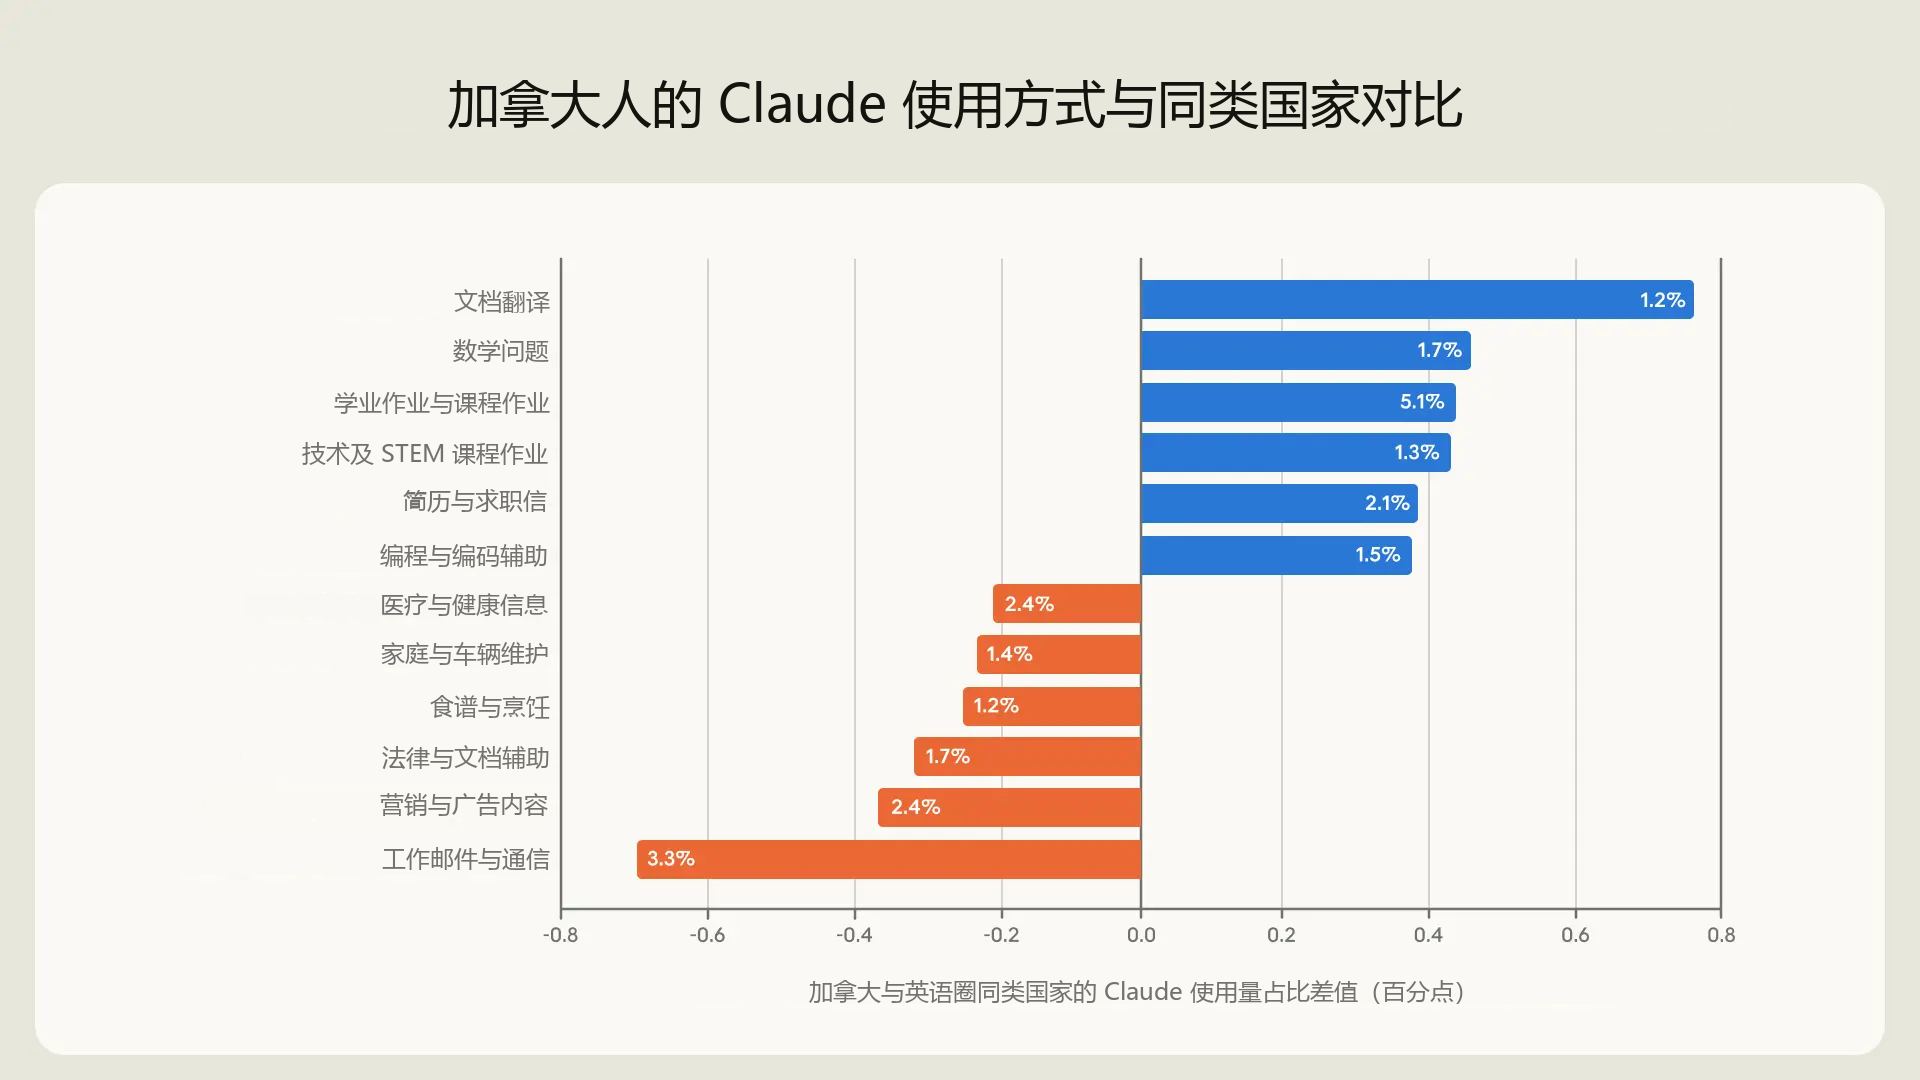 加拿大人的 Claude 使用方式与同类国家对比
文档翻译 1.2%
数学问题 1.7%
学业作业与课程作业 5.1%
技术及 STEM 课程作业 1.3%
简历与求职信 2.1%
编程与编码辅助 1.5%
医疗与健康信息 2.4%
家庭与车辆维护 1.4%
食谱与烹饪 1.2%
法律与文档辅助 1.7%
营销与广告内容 2.4%
工作邮件与通信 3.3%
-0.8 -0.6 -0.4 -0.2 0.0 0.2 0.4 0.6 0.8
加拿大与英语圈同类国家的 Claude 使用量占比差值（百分点）